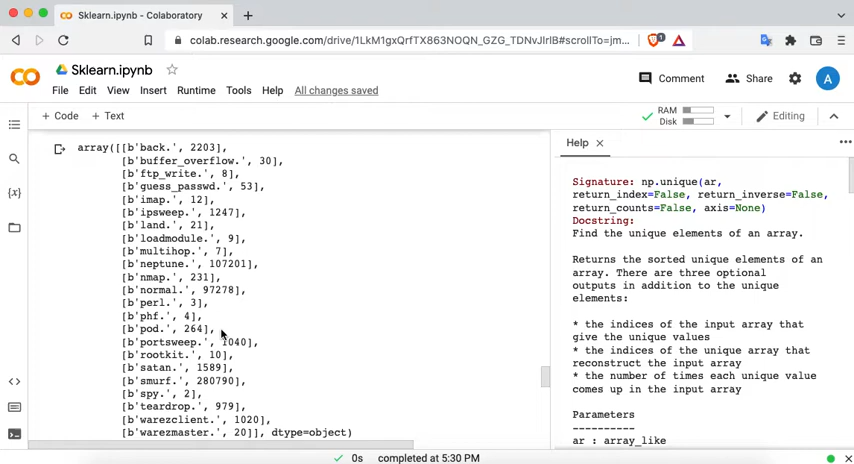 Sklearn.ipynb - Colaboratory
colab.research.google.com/drive/1LkM1gxQrfTX863NOQN_GZG_TDNvJIrlB#scrollTo=jm...
1
Sklearn.ipynb
File Edit View Insert Runtime Tools Help All changes saved
Comment Share A
+ Code + Text
RAM
Disk
Editing
array([[b'back.', 2203],
[b'buffer_overflow.', 30],
[b'ftp_write.', 8],
[b'guess_passwd.', 53],
[b'imap.', 12],
[b'ipsweep.', 1247],
[b'land.', 21],
[b'loadmodule.', 9],
[b'multihop.', 7],
[b'neptune.', 107201],
[b'nmap.', 231],
[b'normal.', 97278],
[b'perl.', 3],
[b'phf.', 4],
[b'pod.', 264],
[b'portsweep.', 1040],
[b'rootkit.', 10],
[b'satan.', 1589],
[b'smurf.', 280790],
[b'spy.', 2],
[b'teardrop.', 979],
[b'warezclient.', 1020],
[b'warezmaster.', 20]], dtype=object)
Help
Signature: np.unique(ar,
return_index=False, return_inverse=False,
return_counts=False, axis=None)
Docstring:
Find the unique elements of an array.
Returns the sorted unique elements of an
array. There are three optional
outputs in addition to the unique
elements:
* the indices of the input array that
give the unique values
* the indices of the unique array that
reconstruct the input array
* the number of times each unique value
comes up in the input array
Parameters
----------
ar : array_like
0s completed at 5:30 PM